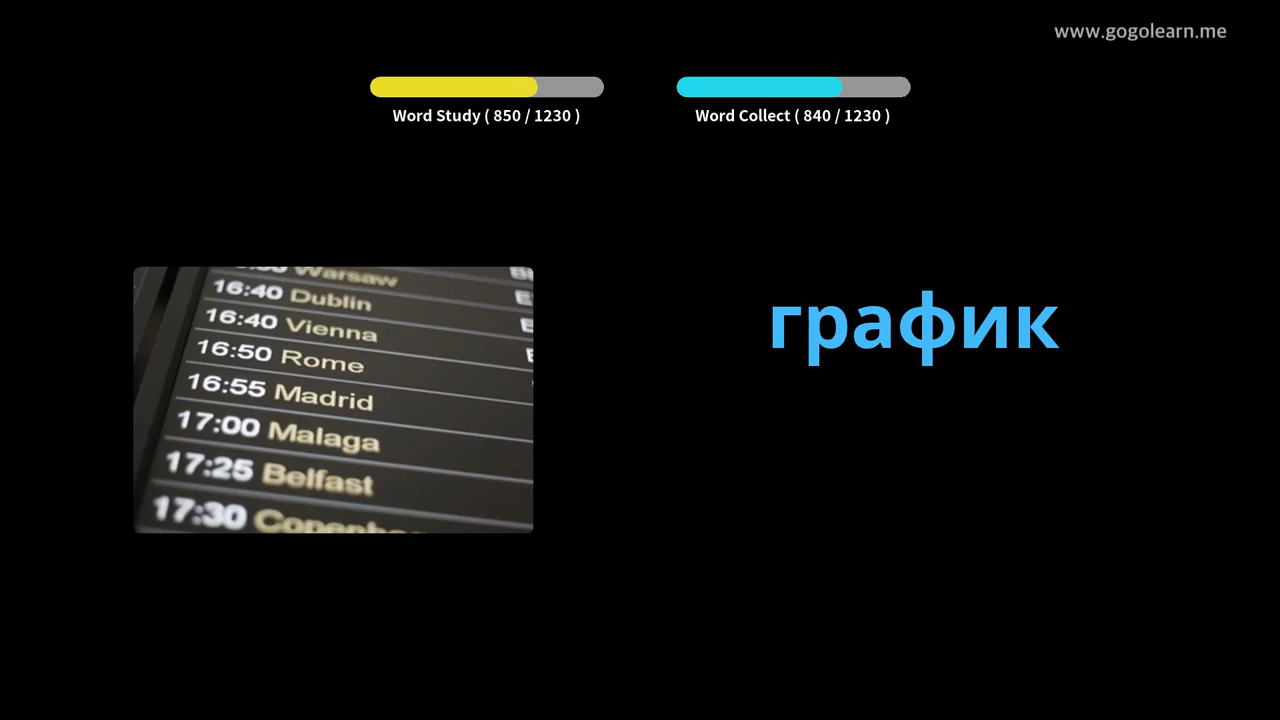 www.gogolearn.me
Word Study ( 850 / 1230 )
Word Collect ( 840 / 1230 )
Warsaw
16:40 Dublin
16:40 Vienna
16:50 Rome
16:55 Madrid
17:00 Malaga
17:25 Belfast
17:30
график